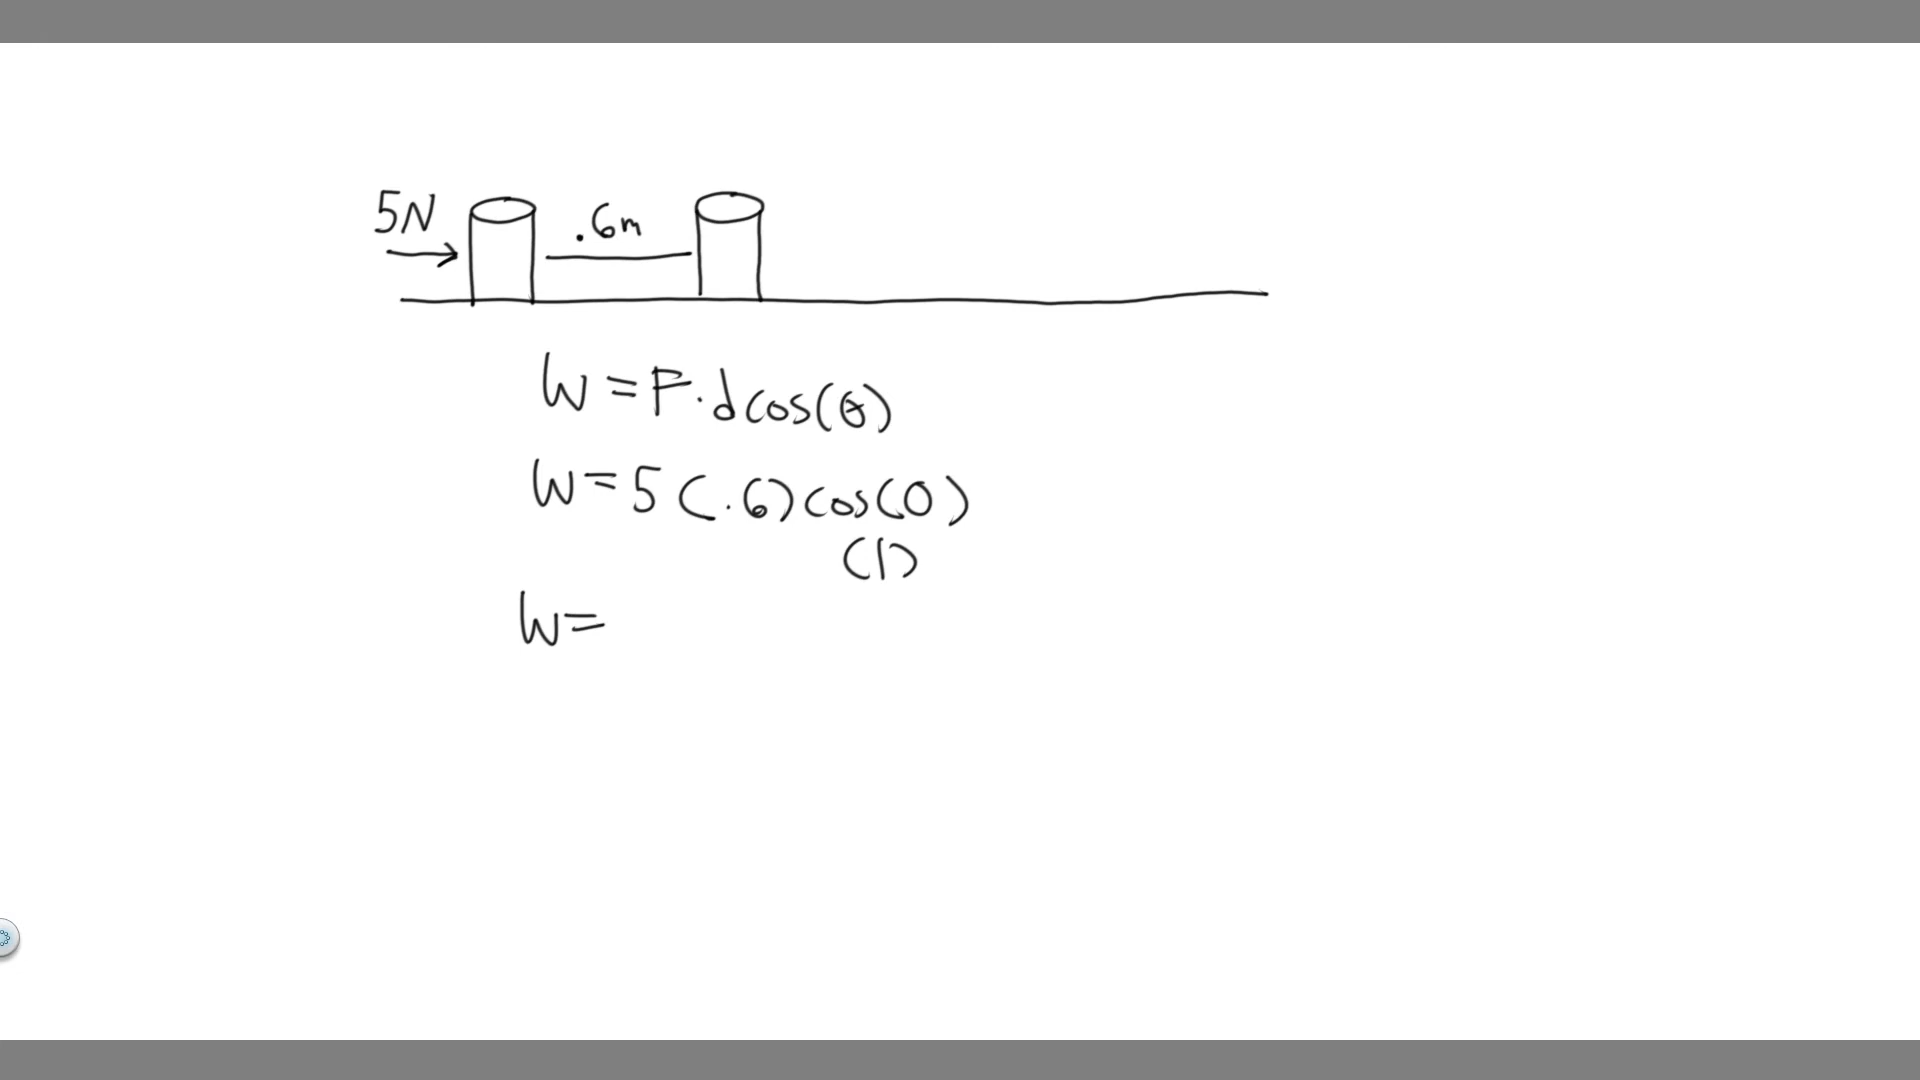 5N
.6m
W = F·d cos(θ)
W = 5(.6) cos(0)
(1)
W =